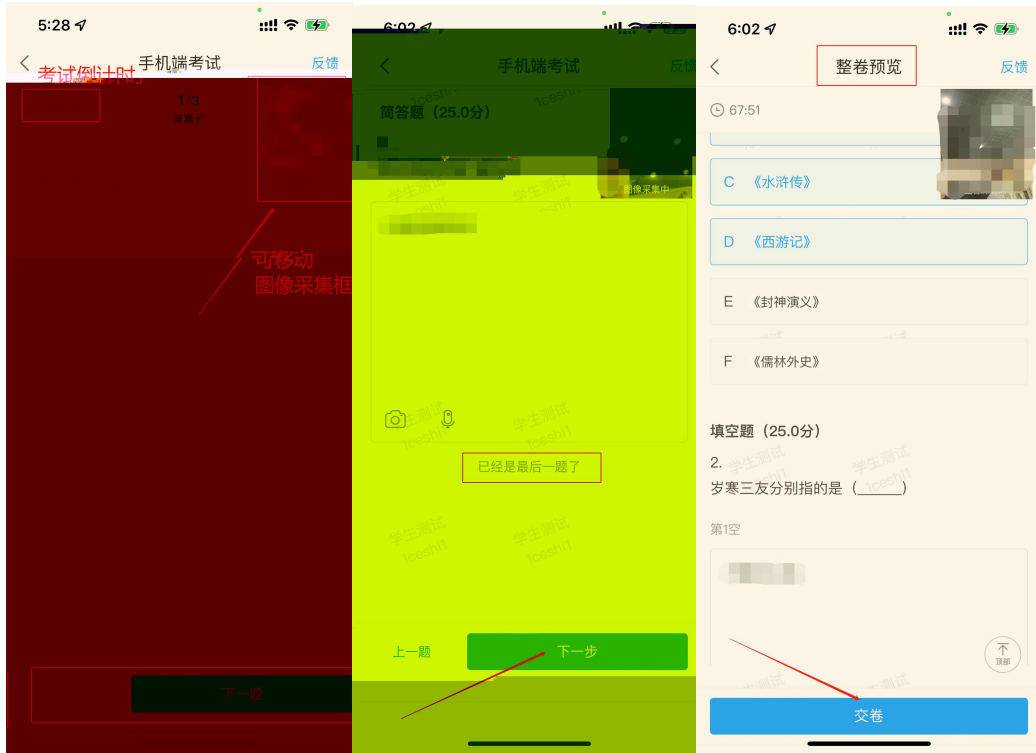 5:28
手机端考试
反馈
考试倒计时
1/3
答题卡
可移动
图像采集框
下一题
6:02
手机端考试
反馈
简答题（25.0分）
图像采集中
已经是最后一题了
学生测试
1ceshi1
上一题
下一步
6:02
整卷预览
反馈
67:51
C 《水浒传》
D 《西游记》
E 《封神演义》
F 《儒林外史》
填空题（25.0分）
2.
岁寒三友分别指的是（______）
第1空
顶部
交卷